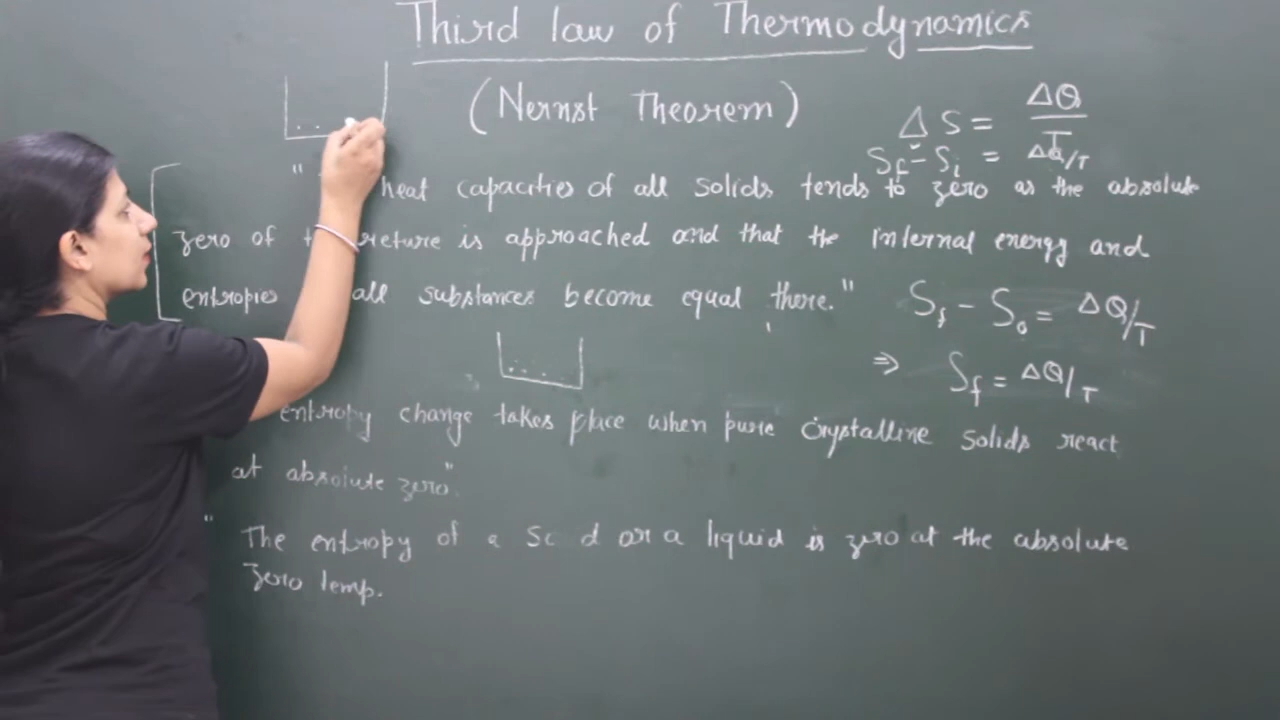 Third law of Thermodynamics
(Nernst Theorem)
ΔS = ΔQ/T
Sf - Si = ΔQ/T
" heat capacities of all solids tends to zero as the absolute
zero of is approached and that the internal energy and
entropies all substances become equal there."
Sf - S0 = ΔQ/T
⇒ Sf = ΔQ/T
entropy change takes place when pure crystalline solids react
at absolute zero"
" The entropy of a or a liquid is zero at the absolute
zero temp.